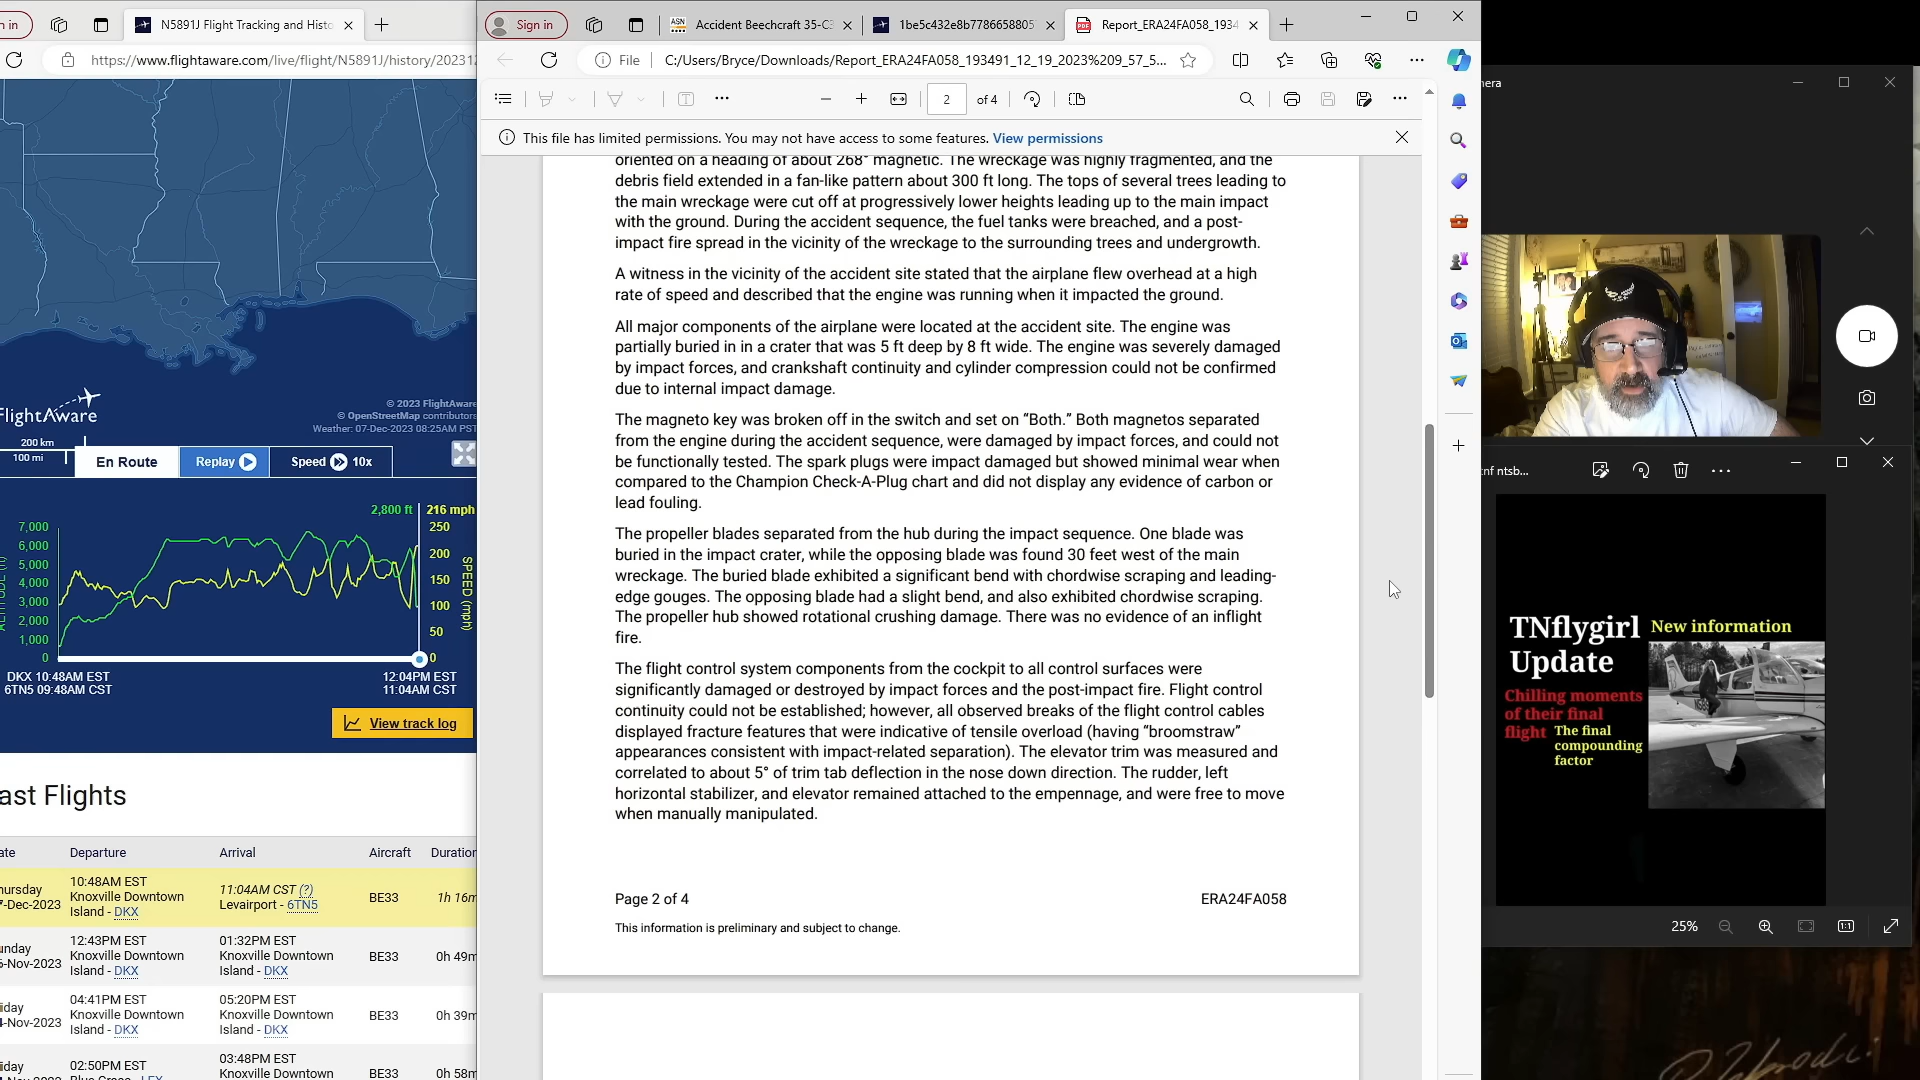 n in
N5891J Flight Tracking and Histo
https://www.flightaware.com/live/flight/N5891J/history/20231
FlightAware
© 2023 FlightAware
© OpenStreetMap contributors
Weather: 07-Dec-2023 08:25AM PST
200 km
100 mi
En Route
Replay
Speed 10x
2,800 ft
216 mph
7,000
6,000
5,000
4,000
3,000
2,000
1,000
0
250
200
150
100
50
0
SPEED (mph)
DKX 10:48AM EST
6TN5 09:48AM CST
12:04PM EST
11:04AM CST
View track log
ast Flights
ate Departure Arrival Aircraft Duration
hursday
7-Dec-2023
10:48AM EST
Knoxville Downtown
Island - DKX
11:04AM CST (?)
Levairport - 6TN5
BE33
1h 16m
unday
-Nov-2023
12:43PM EST
Knoxville Downtown
Island - DKX
01:32PM EST
Knoxville Downtown
Island - DKX
BE33
0h 49m
iday
-Nov-2023
04:41PM EST
Knoxville Downtown
Island - DKX
05:20PM EST
Knoxville Downtown
Island - DKX
BE33
0h 39m
iday
02:50PM EST
03:48PM EST
Knoxville Downtown
BE33
0h 58m
Sign in
ASN
Accident Beechcraft 35-C3
1be5c432e8b7786658805
PDF
Report_ERA24FA058_1934
File
C:/Users/Bryce/Downloads/Report_ERA24FA058_193491_12_19_2023%209_57_5...
2 of 4
This file has limited permissions. You may not have access to some features. View permissions
oriented on a heading of about 268° magnetic. The wreckage was highly fragmented, and the
debris field extended in a fan-like pattern about 300 ft long. The tops of several trees leading to
the main wreckage were cut off at progressively lower heights leading up to the main impact
with the ground. During the accident sequence, the fuel tanks were breached, and a post-
impact fire spread in the vicinity of the wreckage to the surrounding trees and undergrowth.
A witness in the vicinity of the accident site stated that the airplane flew overhead at a high
rate of speed and described that the engine was running when it impacted the ground.
All major components of the airplane were located at the accident site. The engine was
partially buried in in a crater that was 5 ft deep by 8 ft wide. The engine was severely damaged
by impact forces, and crankshaft continuity and cylinder compression could not be confirmed
due to internal impact damage.
The magneto key was broken off in the switch and set on “Both.” Both magnetos separated
from the engine during the accident sequence, were damaged by impact forces, and could not
be functionally tested. The spark plugs were impact damaged but showed minimal wear when
compared to the Champion Check-A-Plug chart and did not display any evidence of carbon or
lead fouling.
The propeller blades separated from the hub during the impact sequence. One blade was
buried in the impact crater, while the opposing blade was found 30 feet west of the main
wreckage. The buried blade exhibited a significant bend with chordwise scraping and leading-
edge gouges. The opposing blade had a slight bend, and also exhibited chordwise scraping.
The propeller hub showed rotational crushing damage. There was no evidence of an inflight
fire.
The flight control system components from the cockpit to all control surfaces were
significantly damaged or destroyed by impact forces and the post-impact fire. Flight control
continuity could not be established; however, all observed breaks of the flight control cables
displayed fracture features that were indicative of tensile overload (having “broomstraw”
appearances consistent with impact-related separation). The elevator trim was measured and
correlated to about 5° of trim tab deflection in the nose down direction. The rudder, left
horizontal stabilizer, and elevator remained attached to the empennage, and were free to move
when manually manipulated.
Page 2 of 4
ERA24FA058
This information is preliminary and subject to change.
nera
tnf ntsb...
TNflygirl
Update
New information
Chilling moments
of their final
flight
The final
compounding
factor
25%
1:1